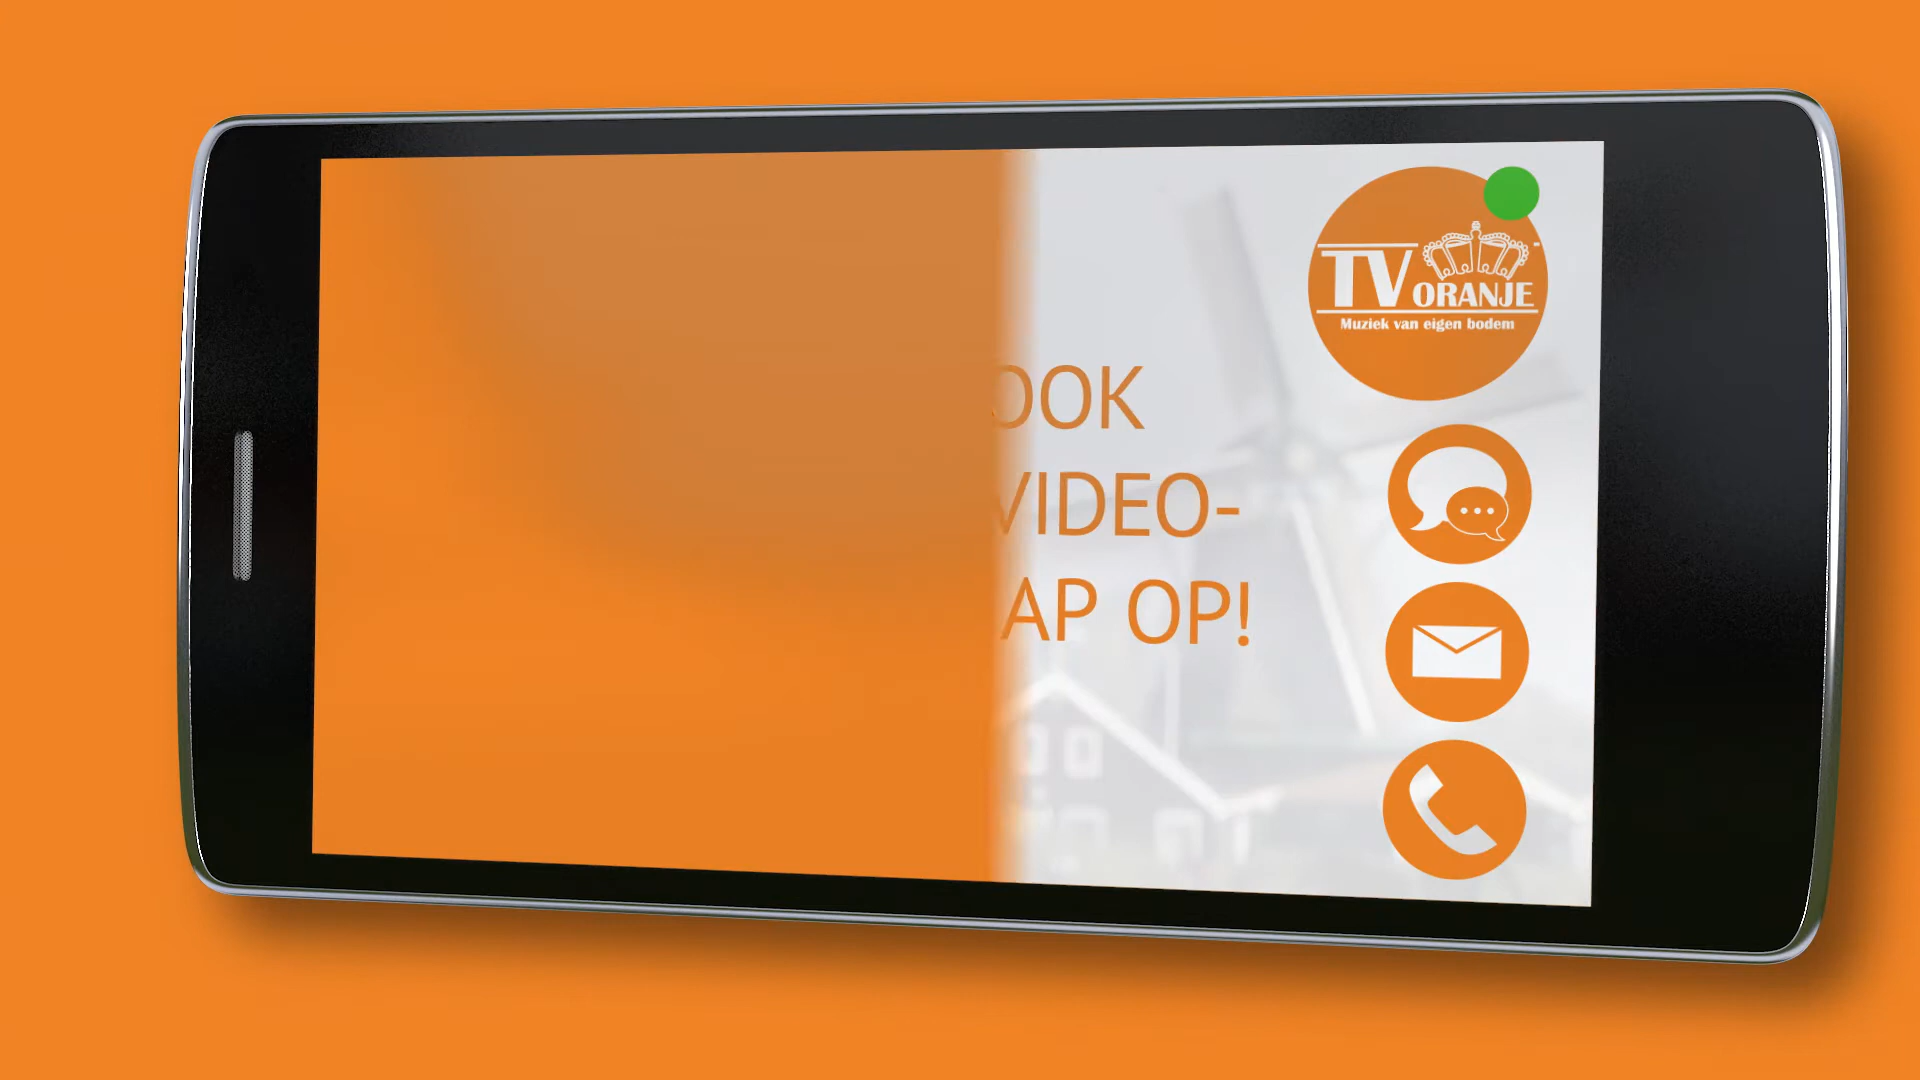 OOK
VIDEO-
AP OP!
TV ORANJE
Muziek van eigen bodem